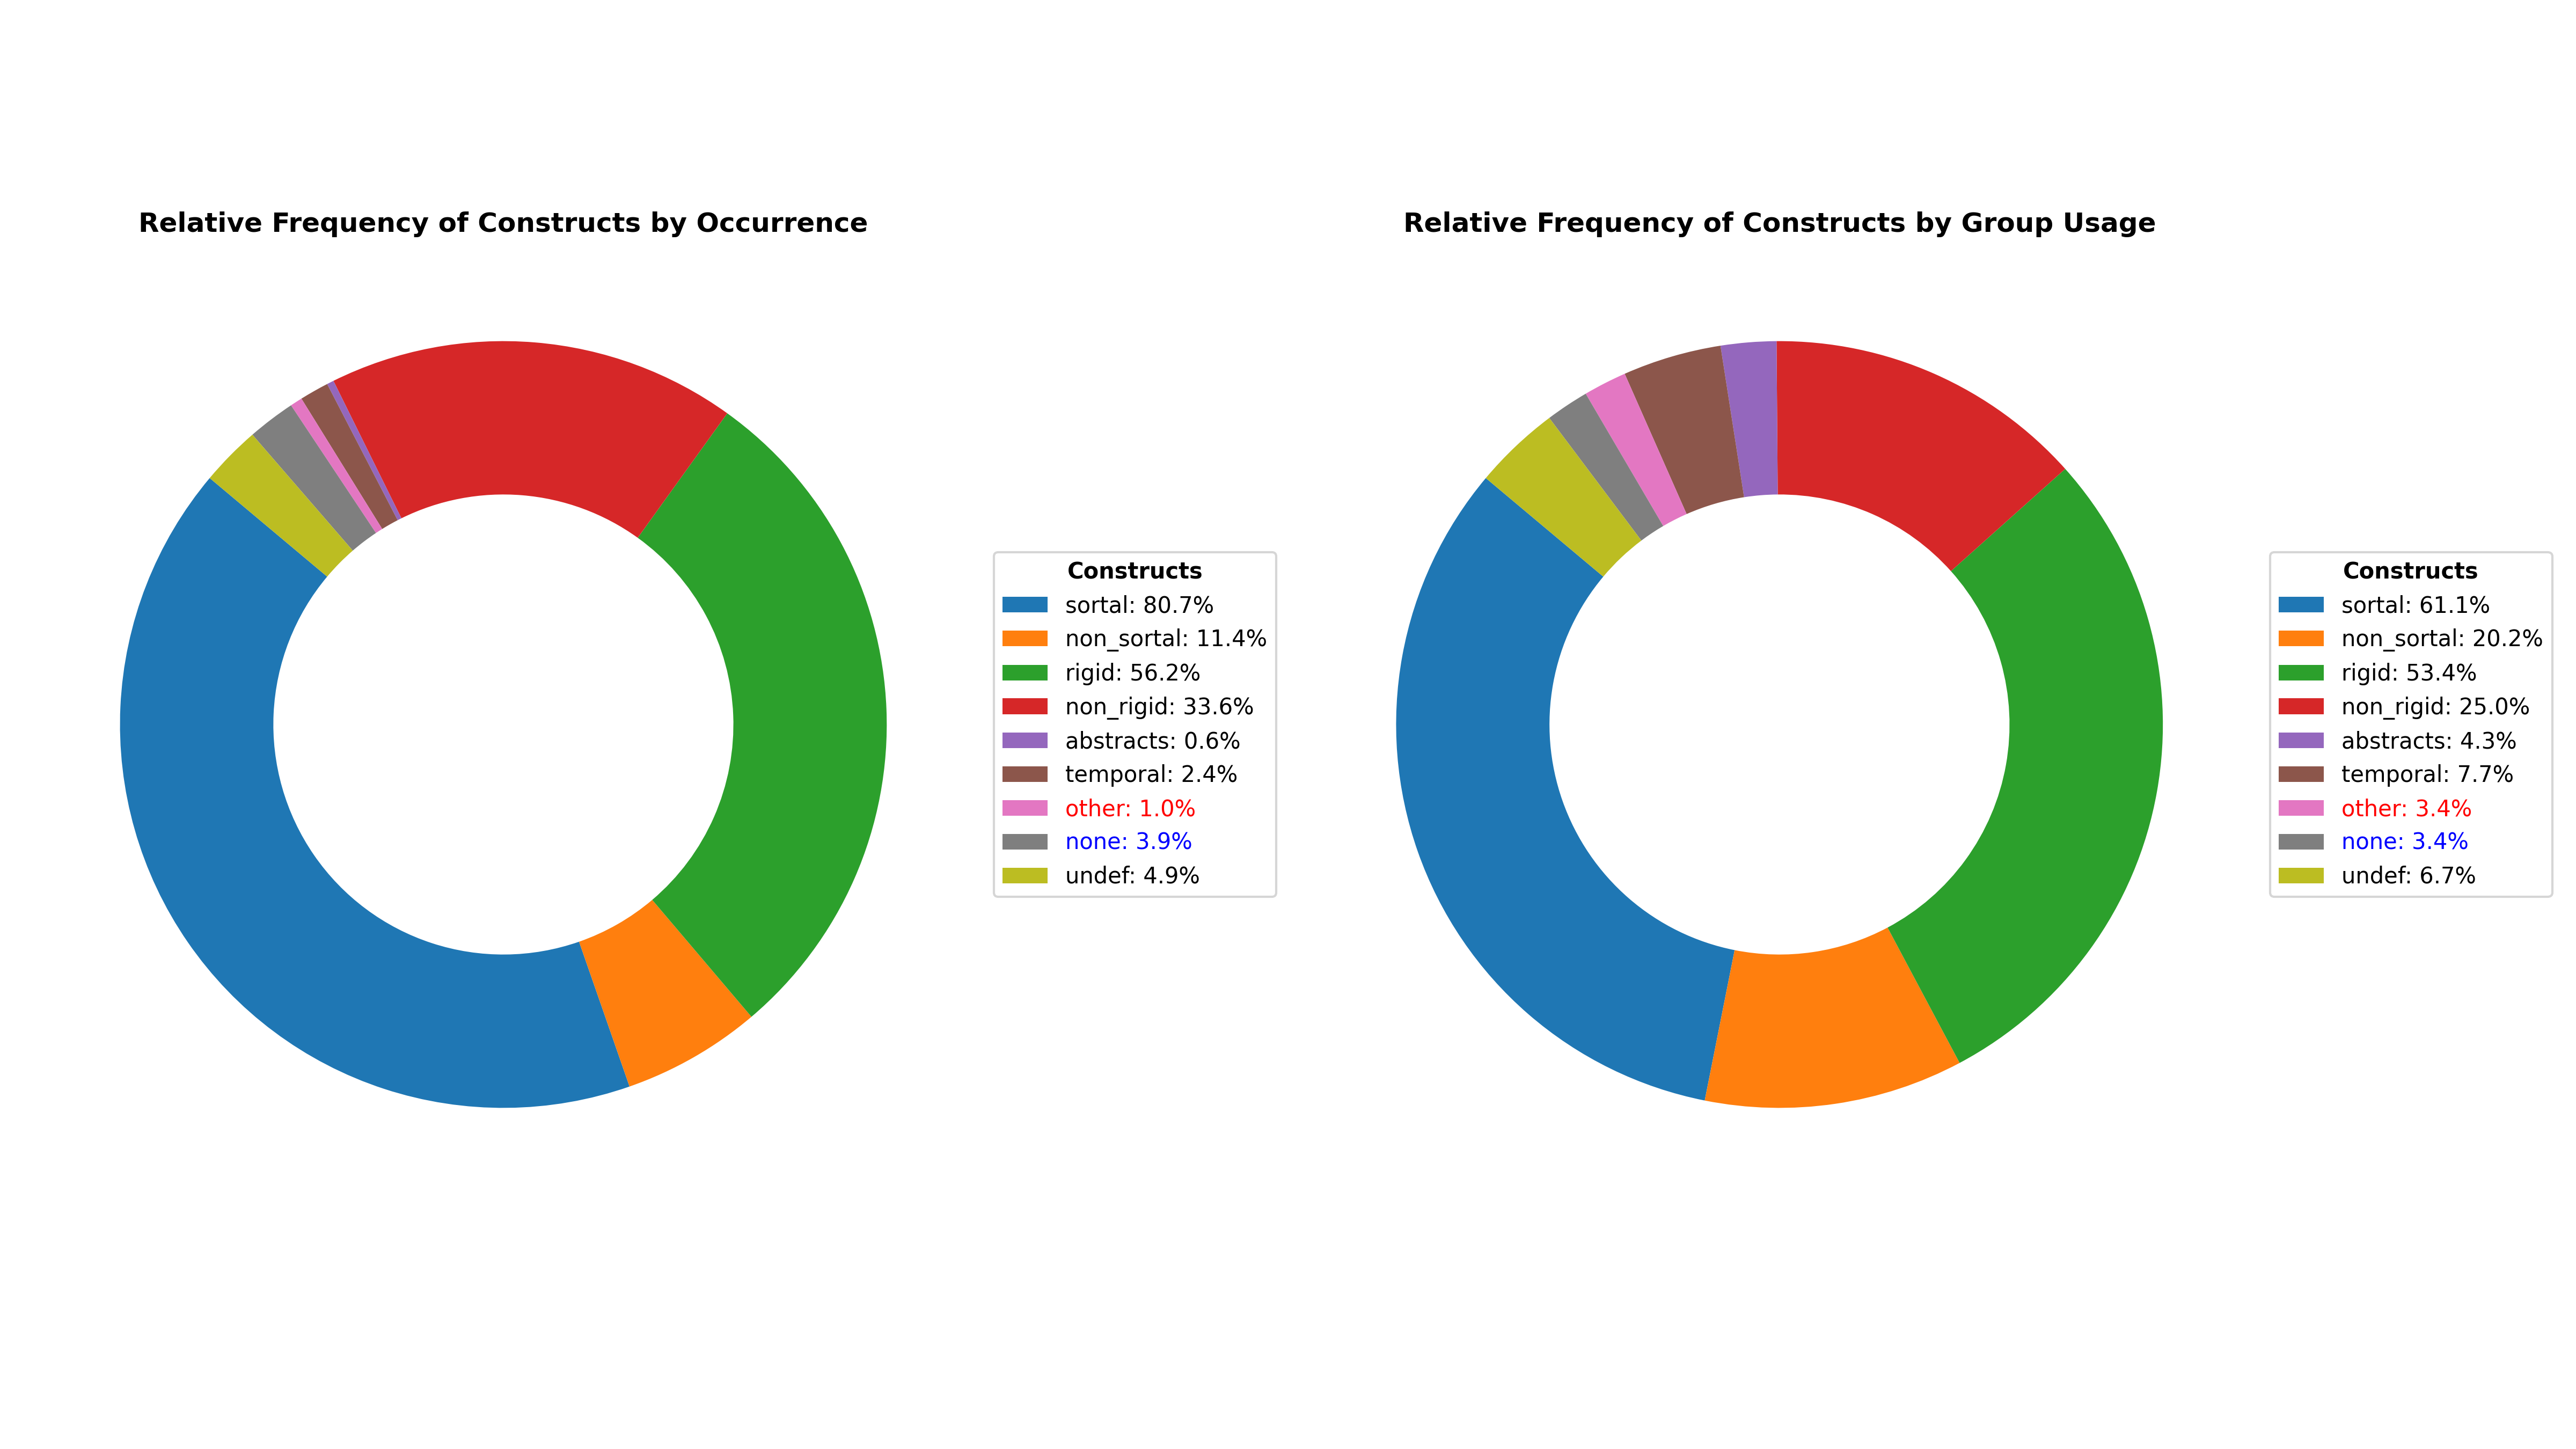 Relative Frequency of Constructs by Occurrence
Constructs
sortal: 80.7%
non_sortal: 11.4%
rigid: 56.2%
non_rigid: 33.6%
abstracts: 0.6%
temporal: 2.4%
other: 1.0%
none: 3.9%
undef: 4.9%
Relative Frequency of Constructs by Group Usage
Constructs
sortal: 61.1%
non_sortal: 20.2%
rigid: 53.4%
non_rigid: 25.0%
abstracts: 4.3%
temporal: 7.7%
other: 3.4%
none: 3.4%
undef: 6.7%